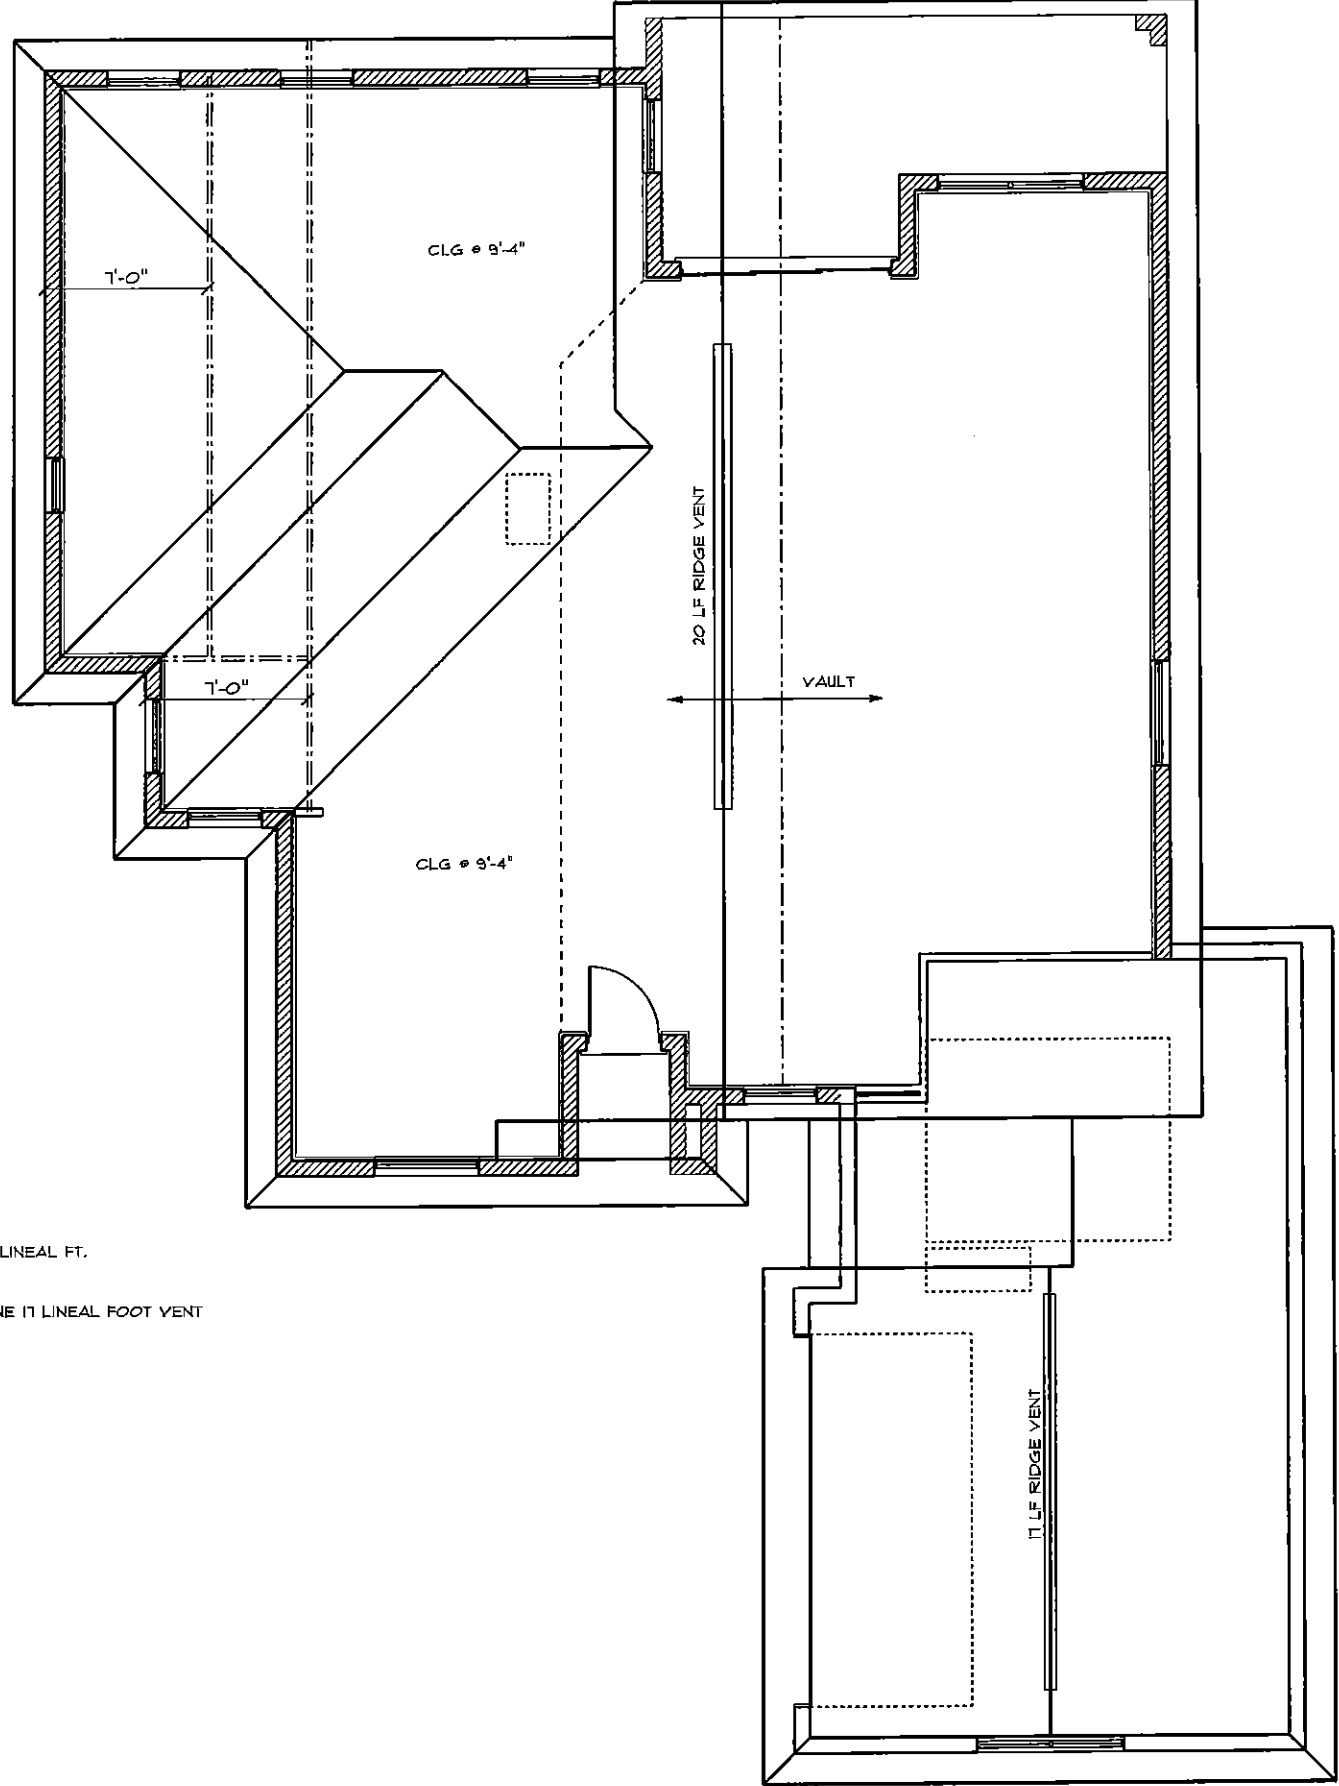 CLG @ 9'-4"
7'-0"
20 LF RIDGE VENT
VAULT
7'-0"
CLG @ 9'-4"
LINEAL FT.
17 LINEAL FOOT VENT
17 LF RIDGE VENT